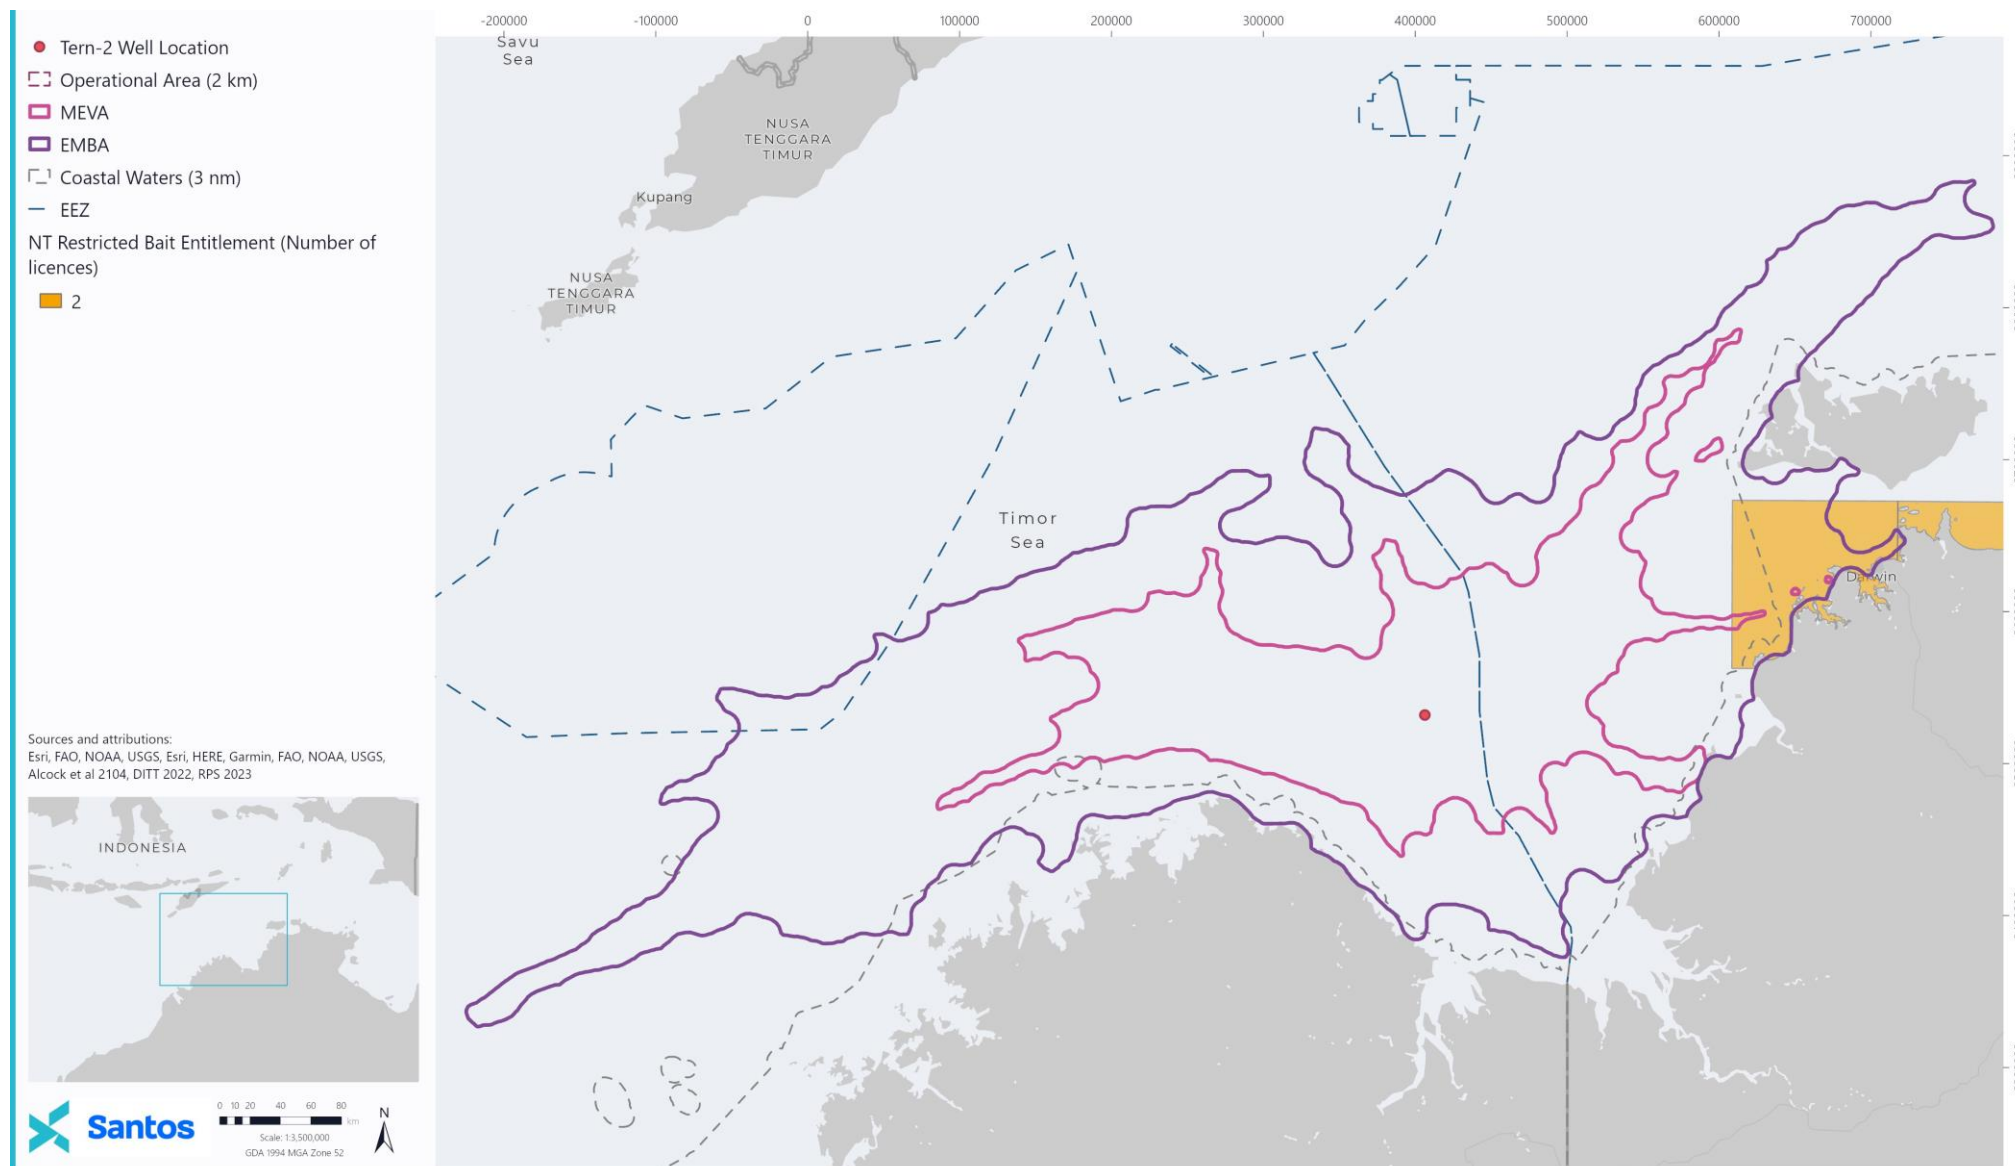 Tern-2 Well Location
Operational Area (2 km)
MEVA
EMBA
Coastal Waters (3 nm)
EEZ
NT Restricted Bait Entitlement (Number of
licences)
2
Sources and attributions:
Esri, FAO, NOAA, USGS, Esri, HERE, Garmin, FAO, NOAA, USGS,
Alcock et al 2104, DITT 2022, RPS 2023
INDONESIA
Santos
0 10 20 40 60 80
km
Scale: 1:3,500,000
GDA 1994 MGA Zone 52
N
-200000 -100000 0 100000 200000 300000 400000 500000 600000 700000
Savu
Sea
NUSA
TENGGARA
TIMUR
Kupang
NUSA
TENGGARA
TIMUR
Timor
Sea
Darwin